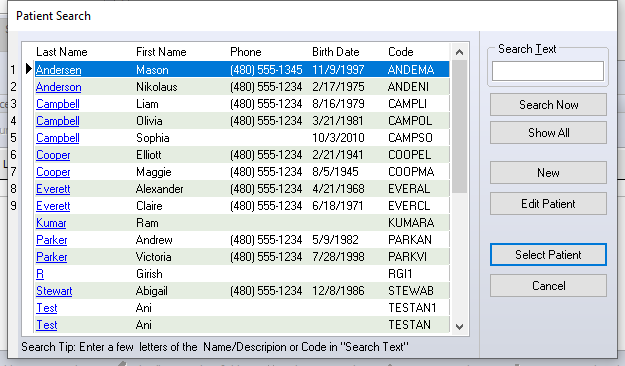 Patient Search
Last Name First Name Phone Birth Date Code
1 Andersen Mason (480) 555-1345 11/9/1997 ANDEMA
2 Anderson Nikolaus (480) 555-1234 2/17/1975 ANDENI
3 Campbell Liam (480) 555-1234 8/16/1979 CAMPLI
4 Campbell Olivia (480) 555-1234 3/21/1981 CAMPOL
5 Campbell Sophia 10/3/2010 CAMPSO
6 Cooper Elliott (480) 555-1234 2/21/1941 COOPEL
7 Cooper Maggie (480) 555-1234 8/5/1945 COOPMA
8 Everett Alexander (480) 555-1234 4/21/1968 EVERAL
9 Everett Claire (480) 555-1234 6/18/1971 EVERCL
Kumar Ram KUMARA
Parker Andrew (480) 555-1234 5/9/1982 PARKAN
Parker Victoria (480) 555-1234 7/28/1998 PARKVI
R Girish RGI1
Stewart Abigail (480) 555-1234 12/8/1986 STEWAB
Test Ani TESTAN1
Test Ani TESTAN
Search Text
Search Now
Show All
New
Edit Patient
Select Patient
Cancel
Search Tip: Enter a few letters of the Name/Descripion or Code in "Search Text"